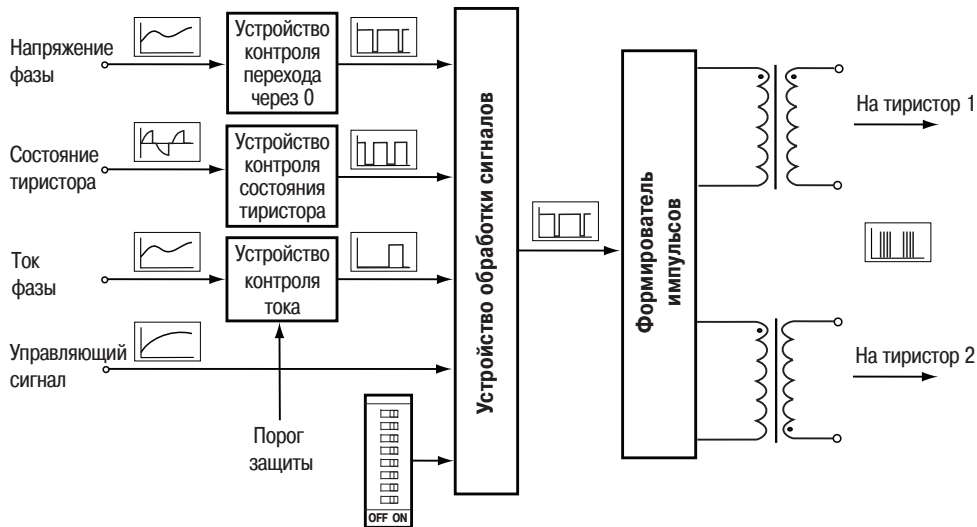 Напряжение
фазы
Устройство
контроля
перехода
через 0
Состояние
тиристора
Устройство
контроля
состояния
тиристора
Ток
фазы
Устройство
контроля
тока
Управляющий
сигнал
Порог
защиты
OFF ON
Устройство обработки сигналов
Формирователь
импульсов
На тиристор 1
На тиристор 2